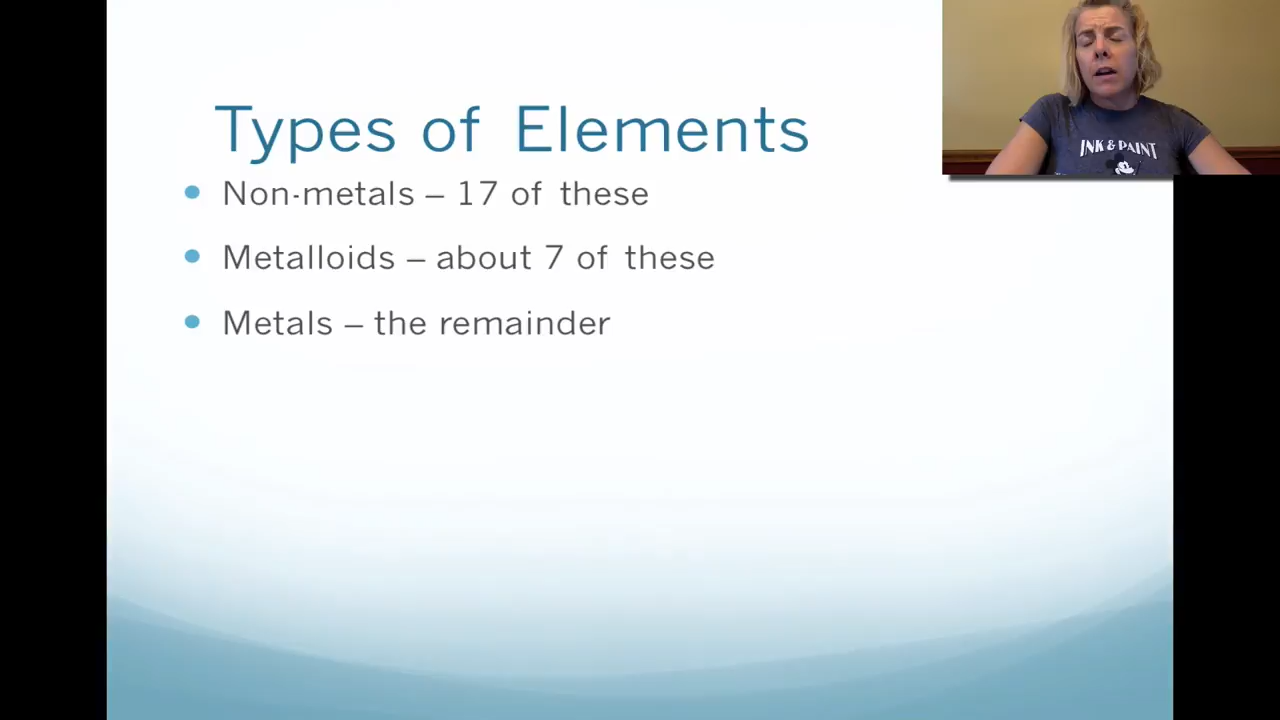 Types of Elements
Non-metals – 17 of these
Metalloids – about 7 of these
Metals – the remainder
INK & PAINT